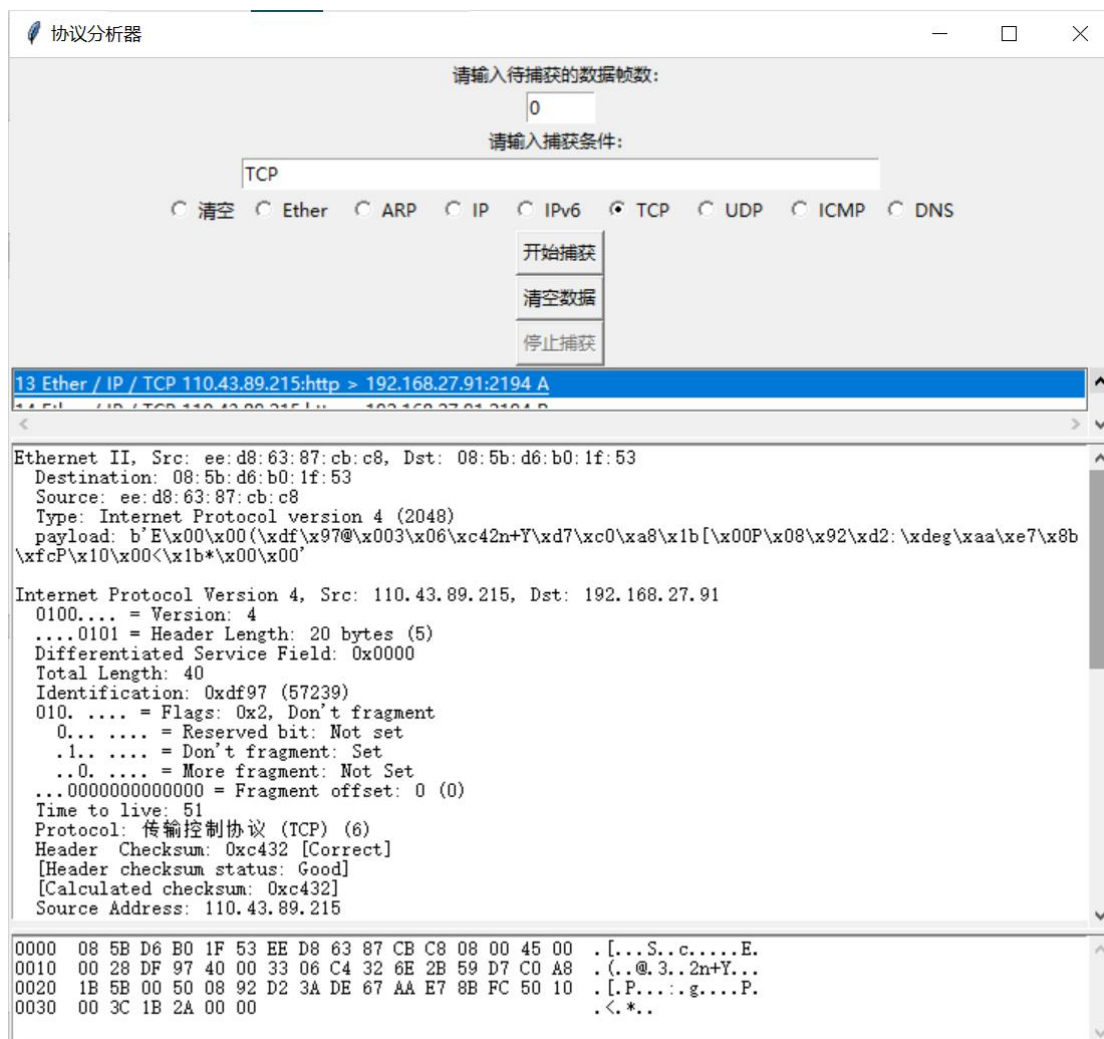 协议分析器
请输入待捕获的数据帧数:
0
请输入捕获条件:
TCP
清空 Ether ARP IP IPv6 TCP UDP ICMP DNS
开始捕获
清空数据
停止捕获
13 Ether / IP / TCP 110.43.89.215:http > 192.168.27.91:2194 A
Ethernet II, Src: ee:d8:63:87:cb:c8, Dst: 08:5b:d6:b0:1f:53
Destination: 08:5b:d6:b0:1f:53
Source: ee:d8:63:87:cb:c8
Type: Internet Protocol version 4 (2048)
payload: b'E\x00\x00(\xdf\x97@\x003\x06\xc42n+Y\xd7\xc0\xa8\x1b[\x00P\x08\x92\xd2:\xdeg\xaa\xe7\x8b
\xfcP\x10\x00<\x1b*\x00\x00'
Internet Protocol Version 4, Src: 110.43.89.215, Dst: 192.168.27.91
0100.... = Version: 4
....0101 = Header Length: 20 bytes (5)
Differentiated Service Field: 0x0000
Total Length: 40
Identification: 0xdf97 (57239)
010. .... = Flags: 0x2, Don't fragment
0... .... = Reserved bit: Not set
.1.. .... = Don't fragment: Set
..0. .... = More fragment: Not Set
...0000000000000 = Fragment offset: 0 (0)
Time to live: 51
Protocol: 传输控制协议 (TCP) (6)
Header  Checksum: 0xc432 [Correct]
[Header checksum status: Good]
[Calculated checksum: 0xc432]
Source Address: 110.43.89.215
0000  08 5B D6 B0 1F 53 EE D8 63 87 CB C8 08 00 45 00  .[...S..c.....E.
0010  00 28 DF 97 40 00 33 06 C4 32 6E 2B 59 D7 C0 A8  .(..@.3..2n+Y...
0020  1B 5B 00 50 08 92 D2 3A DE 67 AA E7 8B FC 50 10  .[.P...:.g....P.
0030  00 3C 1B 2A 00 00  .<.*..